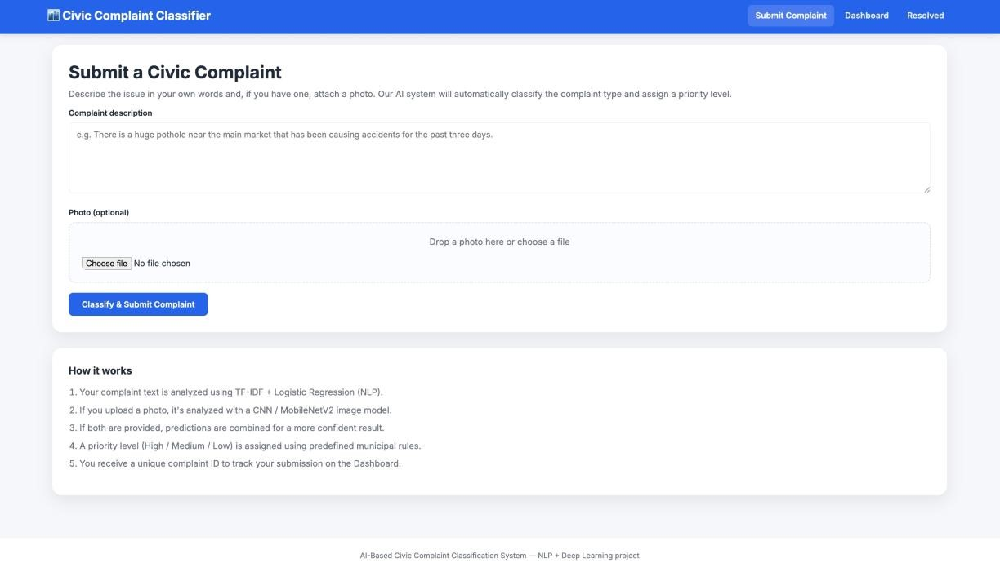 Civic Complaint Classifier
Submit Complaint
Dashboard
Resolved
Submit a Civic Complaint
Describe the issue in your own words and, if you have one, attach a photo. Our AI system will automatically classify the complaint type and assign a priority level.
Complaint description
e.g. There is a huge pothole near the main market that has been causing accidents for the past three days.
Photo (optional)
Drop a photo here or choose a file
Choose file No file chosen
Classify & Submit Complaint
How it works
1. Your complaint text is analyzed using TF-IDF + Logistic Regression (NLP).
2. If you upload a photo, it's analyzed with a CNN / MobileNetV2 image model.
3. If both are provided, predictions are combined for a more confident result.
4. A priority level (High / Medium / Low) is assigned using predefined municipal rules.
5. You receive a unique complaint ID to track your submission on the Dashboard.
AI-Based Civic Complaint Classification System — NLP + Deep Learning project